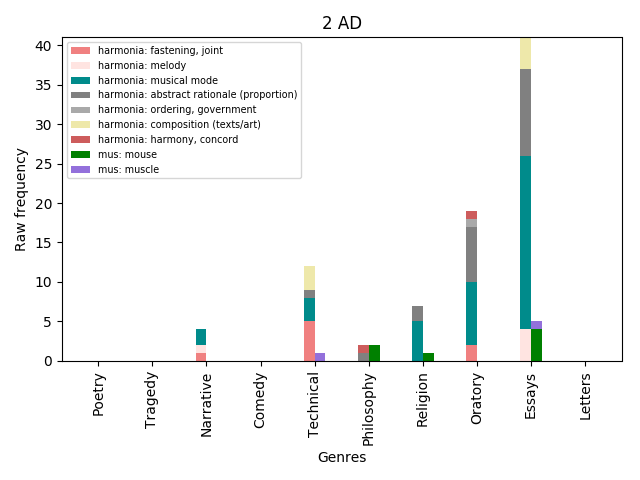 2 AD
harmonia: fastening, joint
harmonia: melody
harmonia: musical mode
harmonia: abstract rationale (proportion)
harmonia: ordering, government
harmonia: composition (texts/art)
harmonia: harmony, concord
mus: mouse
mus: muscle
Raw frequency
40
35
30
25
20
15
10
5
0
Poetry
Tragedy
Narrative
Comedy
Technical
Philosophy
Religion
Oratory
Essays
Letters
Genres